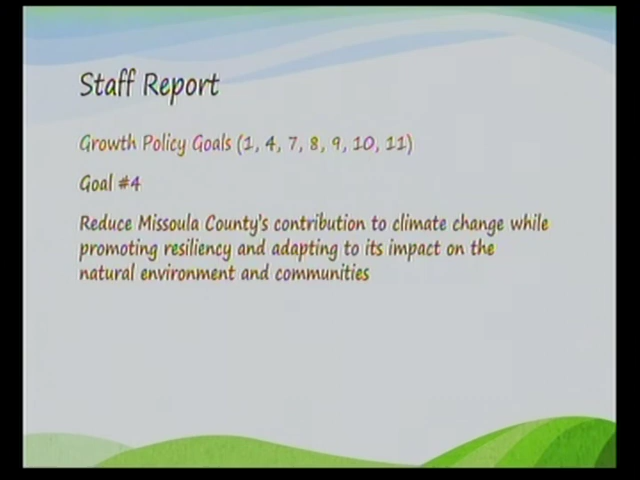 Staff Report
Growth Policy Goals (1, 4, 7, 8, 9, 10, 11)
Goal #4
Reduce Missoula County's contribution to climate change while
promoting resiliency and adapting to its impact on the
natural environment and communities